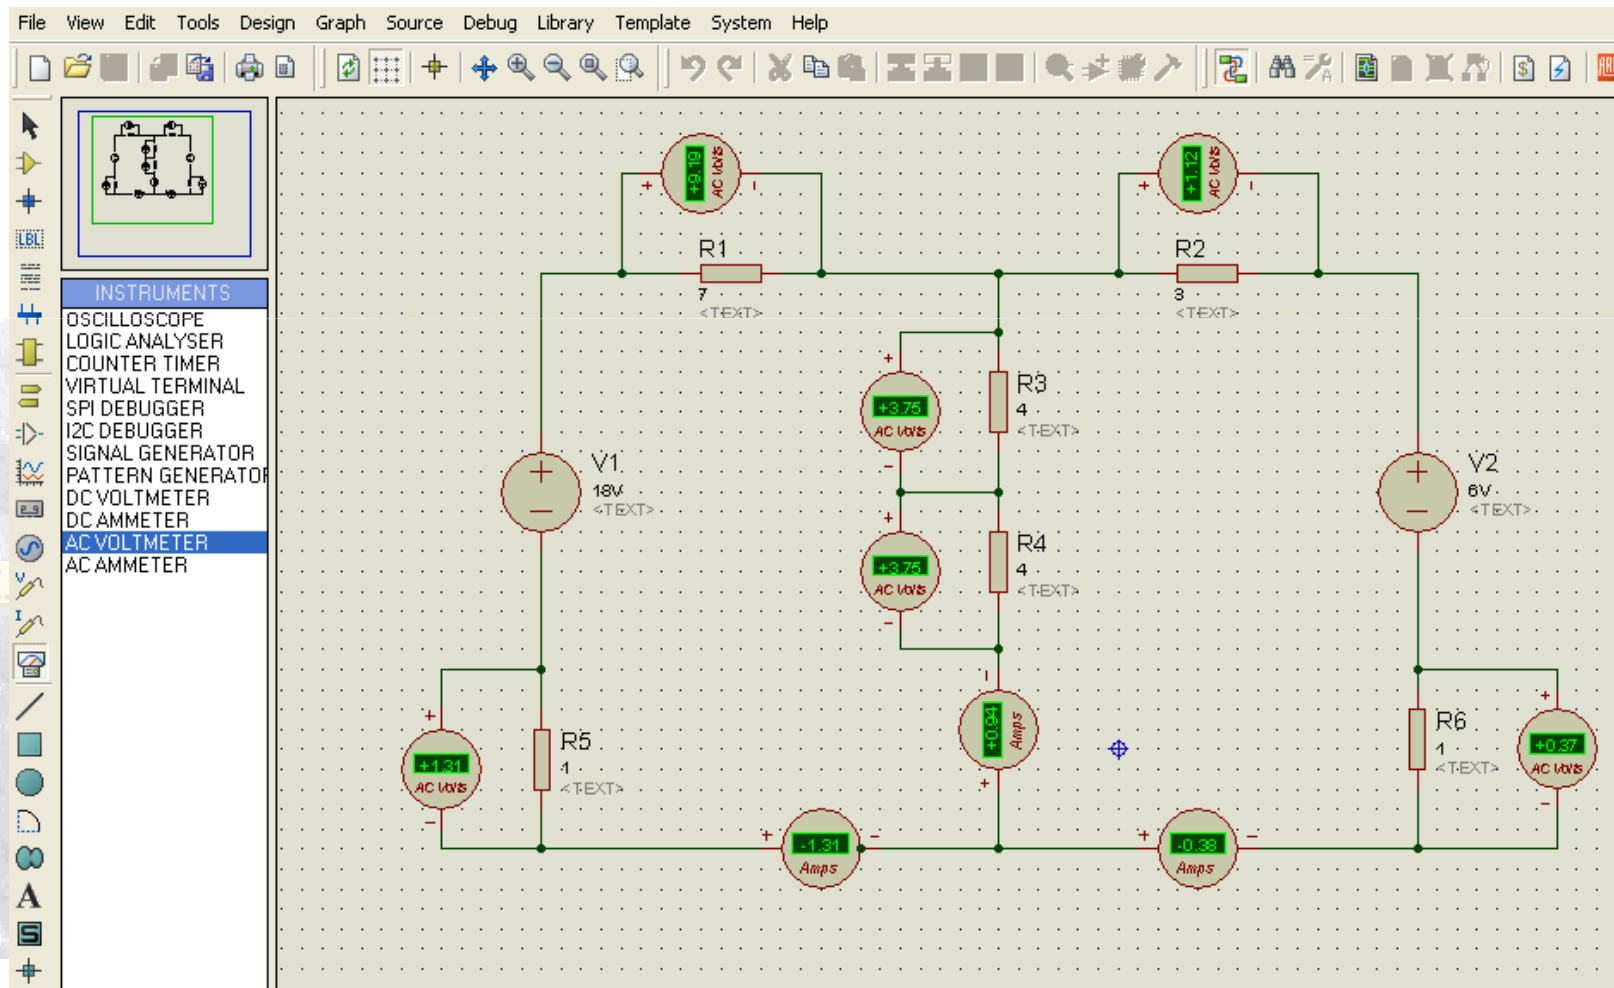 File View Edit Tools Design Graph Source Debug Library Template System Help
LBL
INSTRUMENTS
OSCILLOSCOPE
LOGIC ANALYSER
COUNTER TIMER
VIRTUAL TERMINAL
SPI DEBUGGER
I2C DEBUGGER
SIGNAL GENERATOR
PATTERN GENERATOR
DC VOLTMETER
DC AMMETER
AC VOLTMETER
AC AMMETER
+9.19
AC Volts
R1
7
<TEXT>
+1.12
AC Volts
R2
3
<TEXT>
+3.75
AC Volts
R3
4
<TEXT>
V1
18V
<TEXT>
V2
6V
<TEXT>
+3.75
AC Volts
R4
4
<TEXT>
+1.31
AC Volts
R5
1
<TEXT>
+0.94
Amps
R6
1
<TEXT>
+0.37
AC Volts
-1.31
Amps
-0.38
Amps